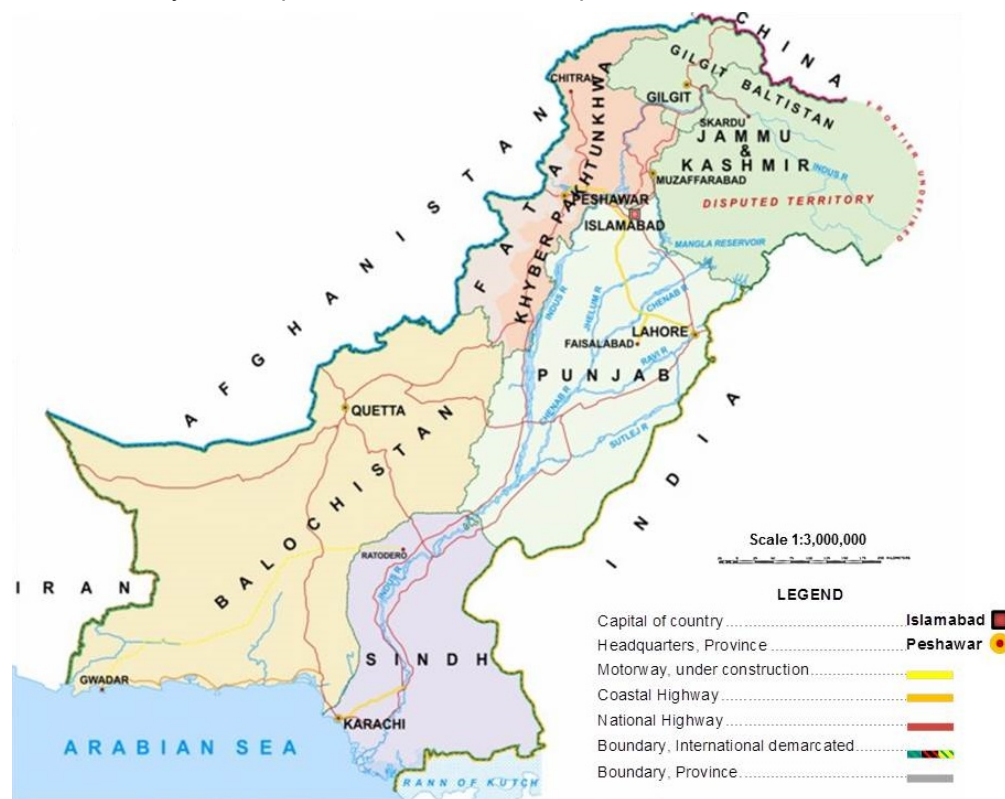 CHINA
GILGIT BALTISTAN
CHITRAL
GILGIT
SKARDU
JAMMU
&
KASHMIR
INDUS R
FRONTIER UNDEFINED
MUZAFFARABAD
DISPUTED TERRITORY
KHYBER PAKHTUNKHWA
FATA
PESHAWAR
ISLAMABAD
MANGLA RESERVOIR
AFGHANISTAN
INDUS R
JHELUM R
CHENAB R
LAHORE
FAISALABAD
RAVI R
PUNJAB
CHENAB R
SUTLEJ R
QUETTA
BALOCHISTAN
INDIA
RATODERO
INDUS R
IRAN
SINDH
GWADAR
KARACHI
ARABIAN SEA
RANN OF KUTCH
Scale 1:3,000,000
LEGEND
Capital of country Islamabad
Headquarters, Province Peshawar
Motorway, under construction
Coastal Highway
National Highway
Boundary, International demarcated
Boundary, Province